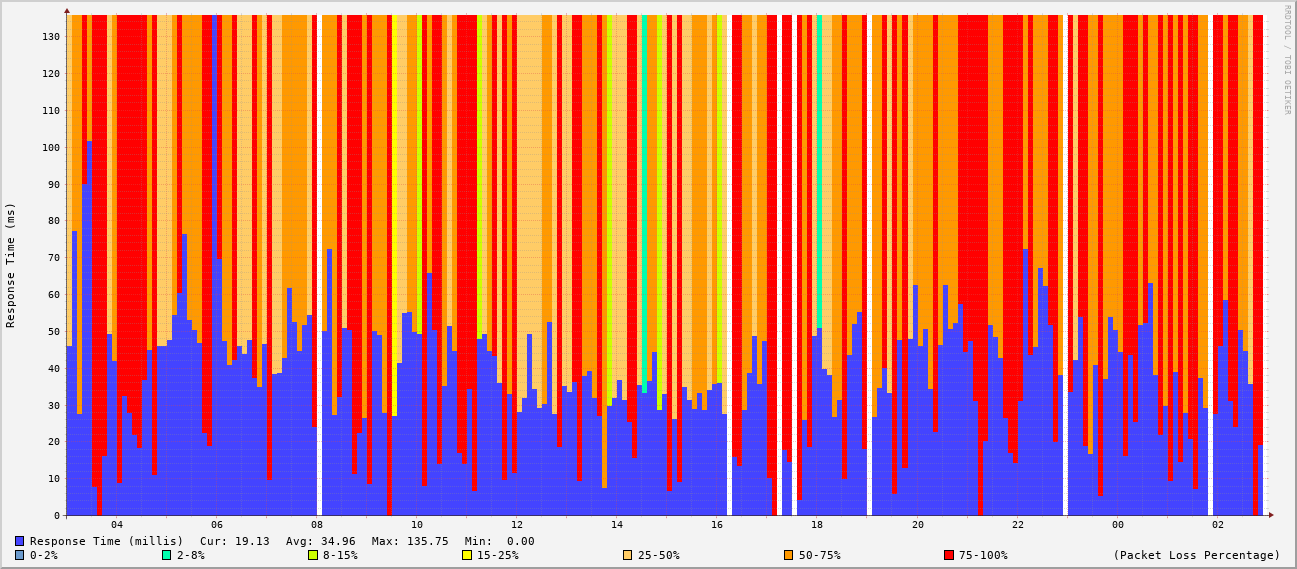 RRDTOOL / TOBI OETIKER
Response Time (ms)
130
120
110
100
90
80
70
60
50
40
30
20
10
0
04 06 08 10 12 14 16 18 20 22 00 02
Response Time (millis) Cur: 19.13 Avg: 34.96 Max: 135.75 Min: 0.00
0-2% 2-8% 8-15% 15-25% 25-50% 50-75% 75-100% (Packet Loss Percentage)